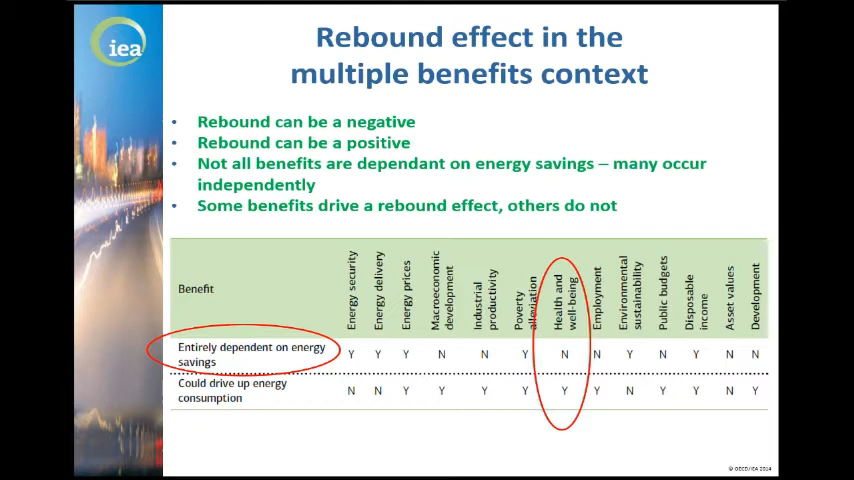 iea
Rebound effect in the
multiple benefits context
• Rebound can be a negative
• Rebound can be a positive
• Not all benefits are dependant on energy savings – many occur
independently
• Some benefits drive a rebound effect, others do not
Benefit
Energy security
Energy delivery
Energy prices
Macroeconomic
development
Industrial
productivity
Poverty
alleviation
Health and
well-being
Employment
Environmental
sustainability
Public budgets
Disposable
income
Asset values
Development
Entirely dependent on energy
savings
Y Y Y N N Y N N Y N Y N N
Could drive up energy
consumption
N N Y Y Y Y Y Y N Y Y N Y
© OECD/IEA 2014